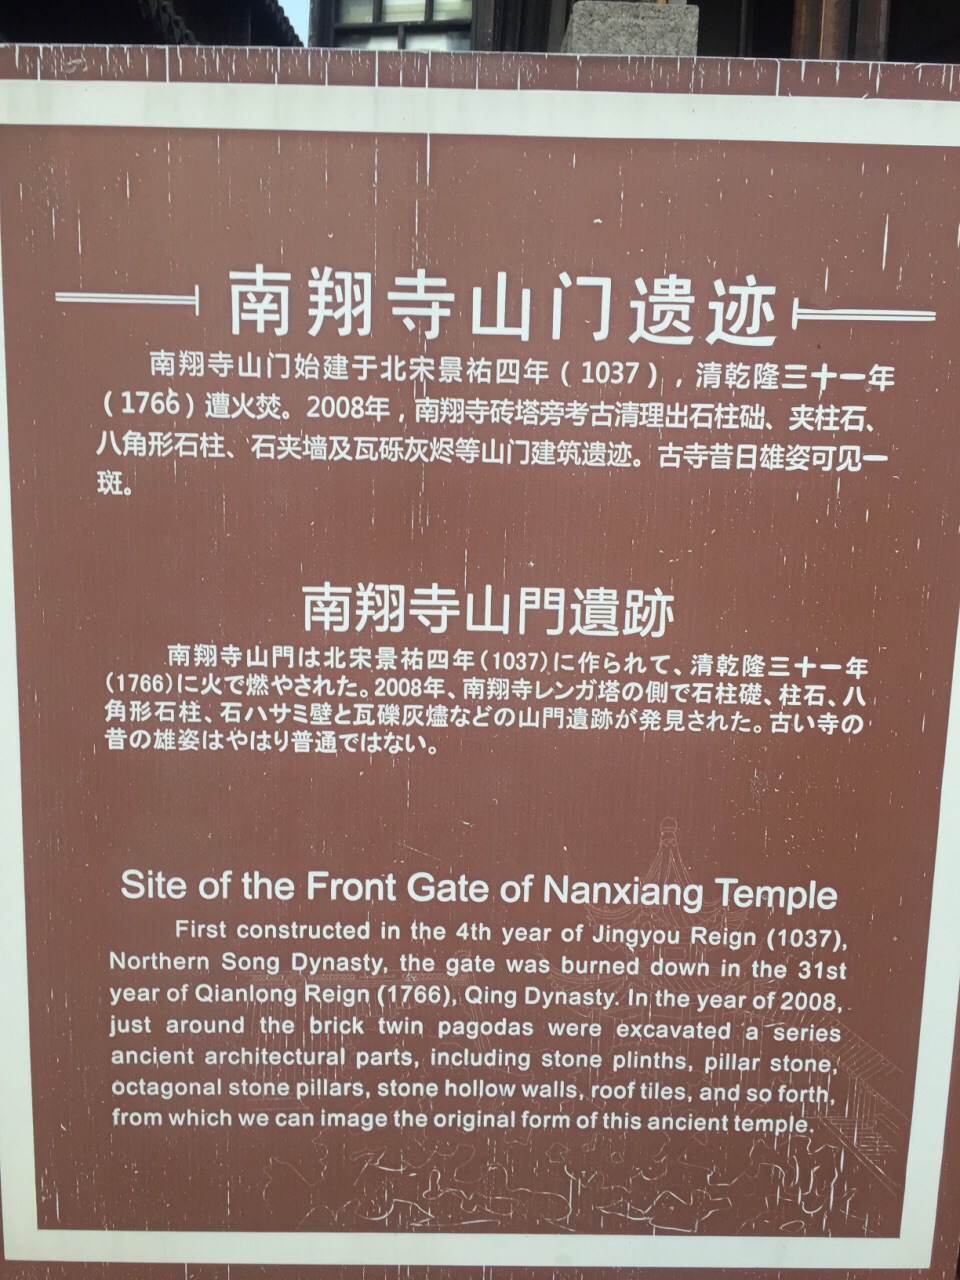 南翔寺山门遗迹
南翔寺山门始建于北宋景祐四年（1037），清乾隆三十一年
（1766）遭火焚。2008年，南翔寺砖塔旁考古清理出石柱础、夹柱石、
八角形石柱、石夹墙及瓦砾灰烬等山门建筑遗迹。古寺昔日雄姿可见一
斑。
南翔寺山門遺跡
南翔寺山門は北宋景祐四年(1037)に作られて、清乾隆三十一年
(1766)に火で燃やされた。2008年、南翔寺レンガ塔の側で石柱礎、柱石、八
角形石柱、石ハサミ壁と瓦礫灰燼などの山門遺跡が発見された。古い寺の
昔の雄姿はやはり普通ではない。
Site of the Front Gate of Nanxiang Temple
First constructed in the 4th year of Jingyou Reign (1037),
Northern Song Dynasty, the gate was burned down in the 31st
year of Qianlong Reign (1766), Qing Dynasty. In the year of 2008,
just around the brick twin pagodas were excavated a series
ancient architectural parts, including stone plinths, pillar stone,
octagonal stone pillars, stone hollow walls, roof tiles, and so forth,
from which we can image the original form of this ancient temple.